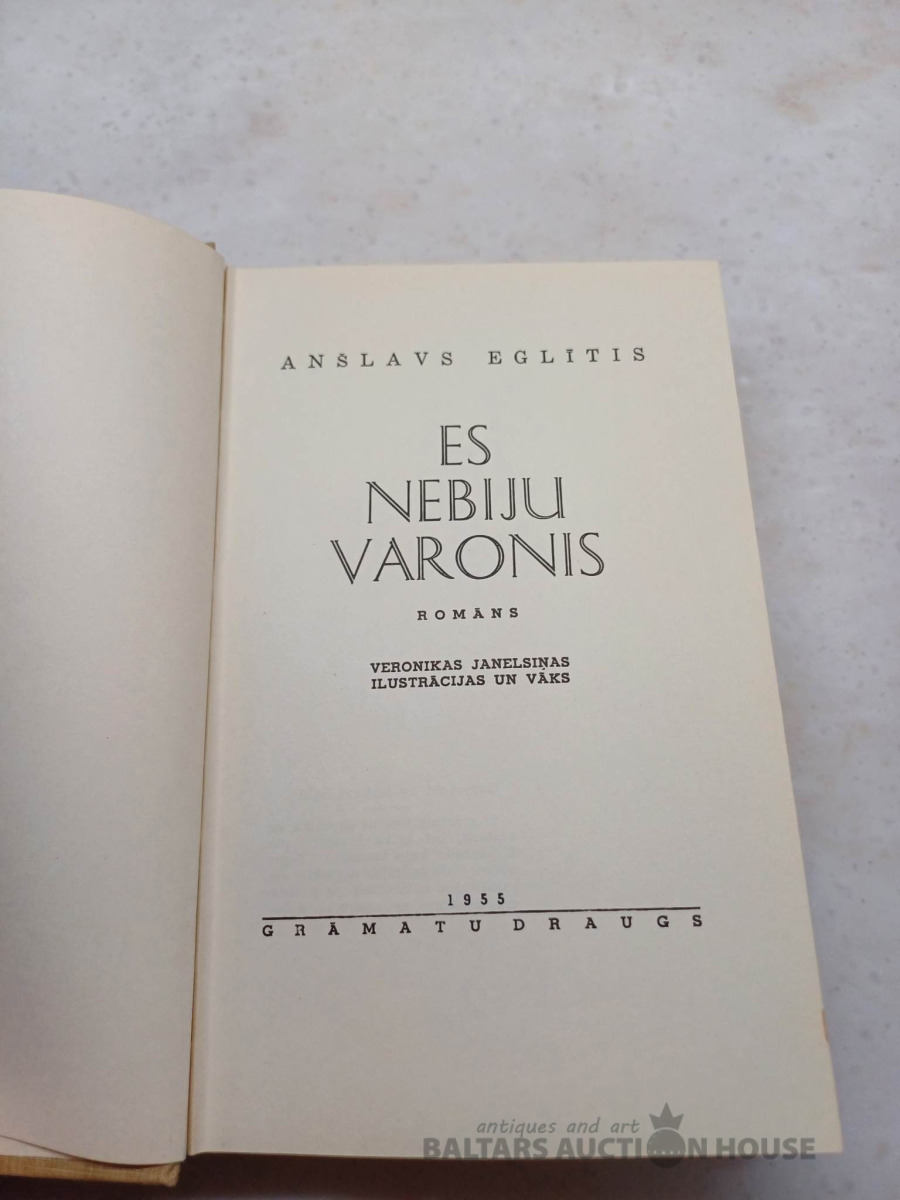 ANŠLAVS EGLĪTIS
ES
NEBIJU
VARONIS
ROMĀNS
VERONIKAS JANELSIŅAS
ILUSTRĀCIJAS UN VĀKS
1955
GRĀMATU DRAUGS
antiques and art
BALTARS AUCTION HOUSE